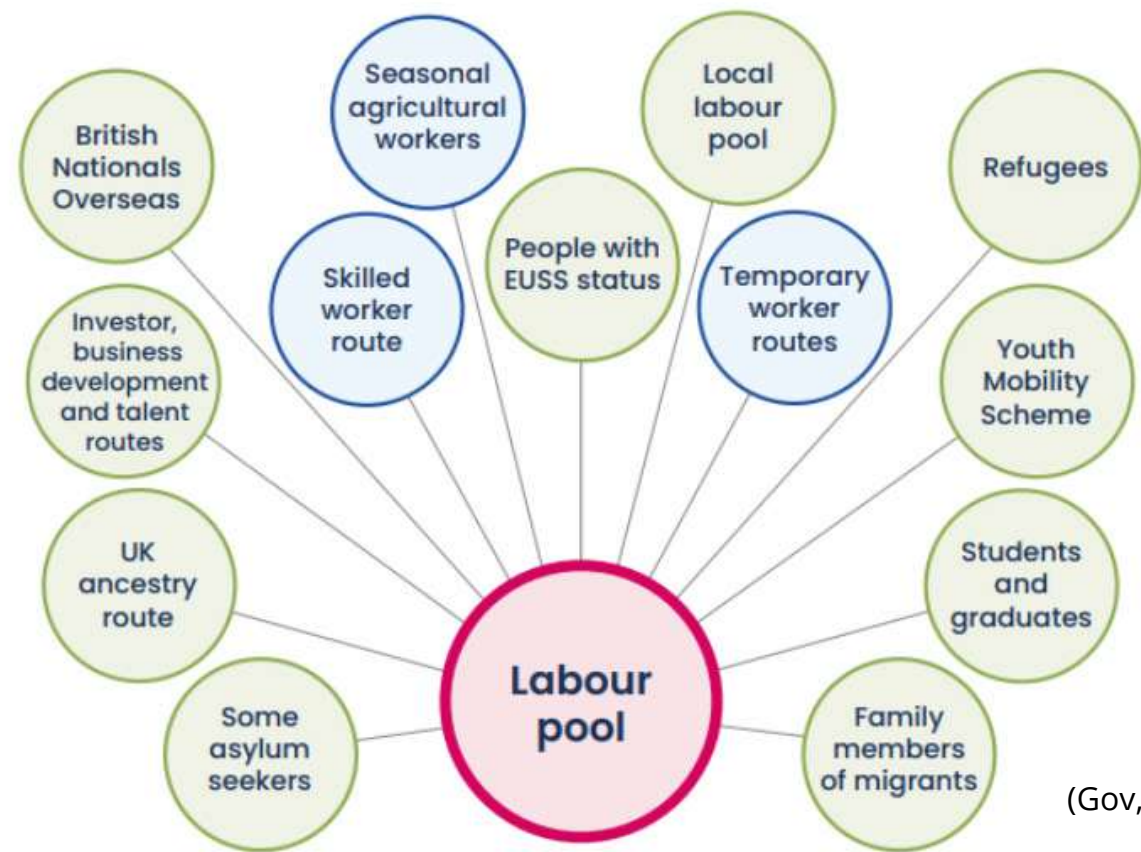 Seasonal
agricultural
workers
Local
labour
pool
British
Nationals
Overseas
Refugees
People with
EUSS status
Skilled
worker
route
Temporary
worker
routes
Investor,
business
development
and talent
routes
Youth
Mobility
Scheme
UK
ancestry
route
Students
and
graduates
Labour
pool
Some
asylum
seekers
Family
members
of migrants
(Gov,